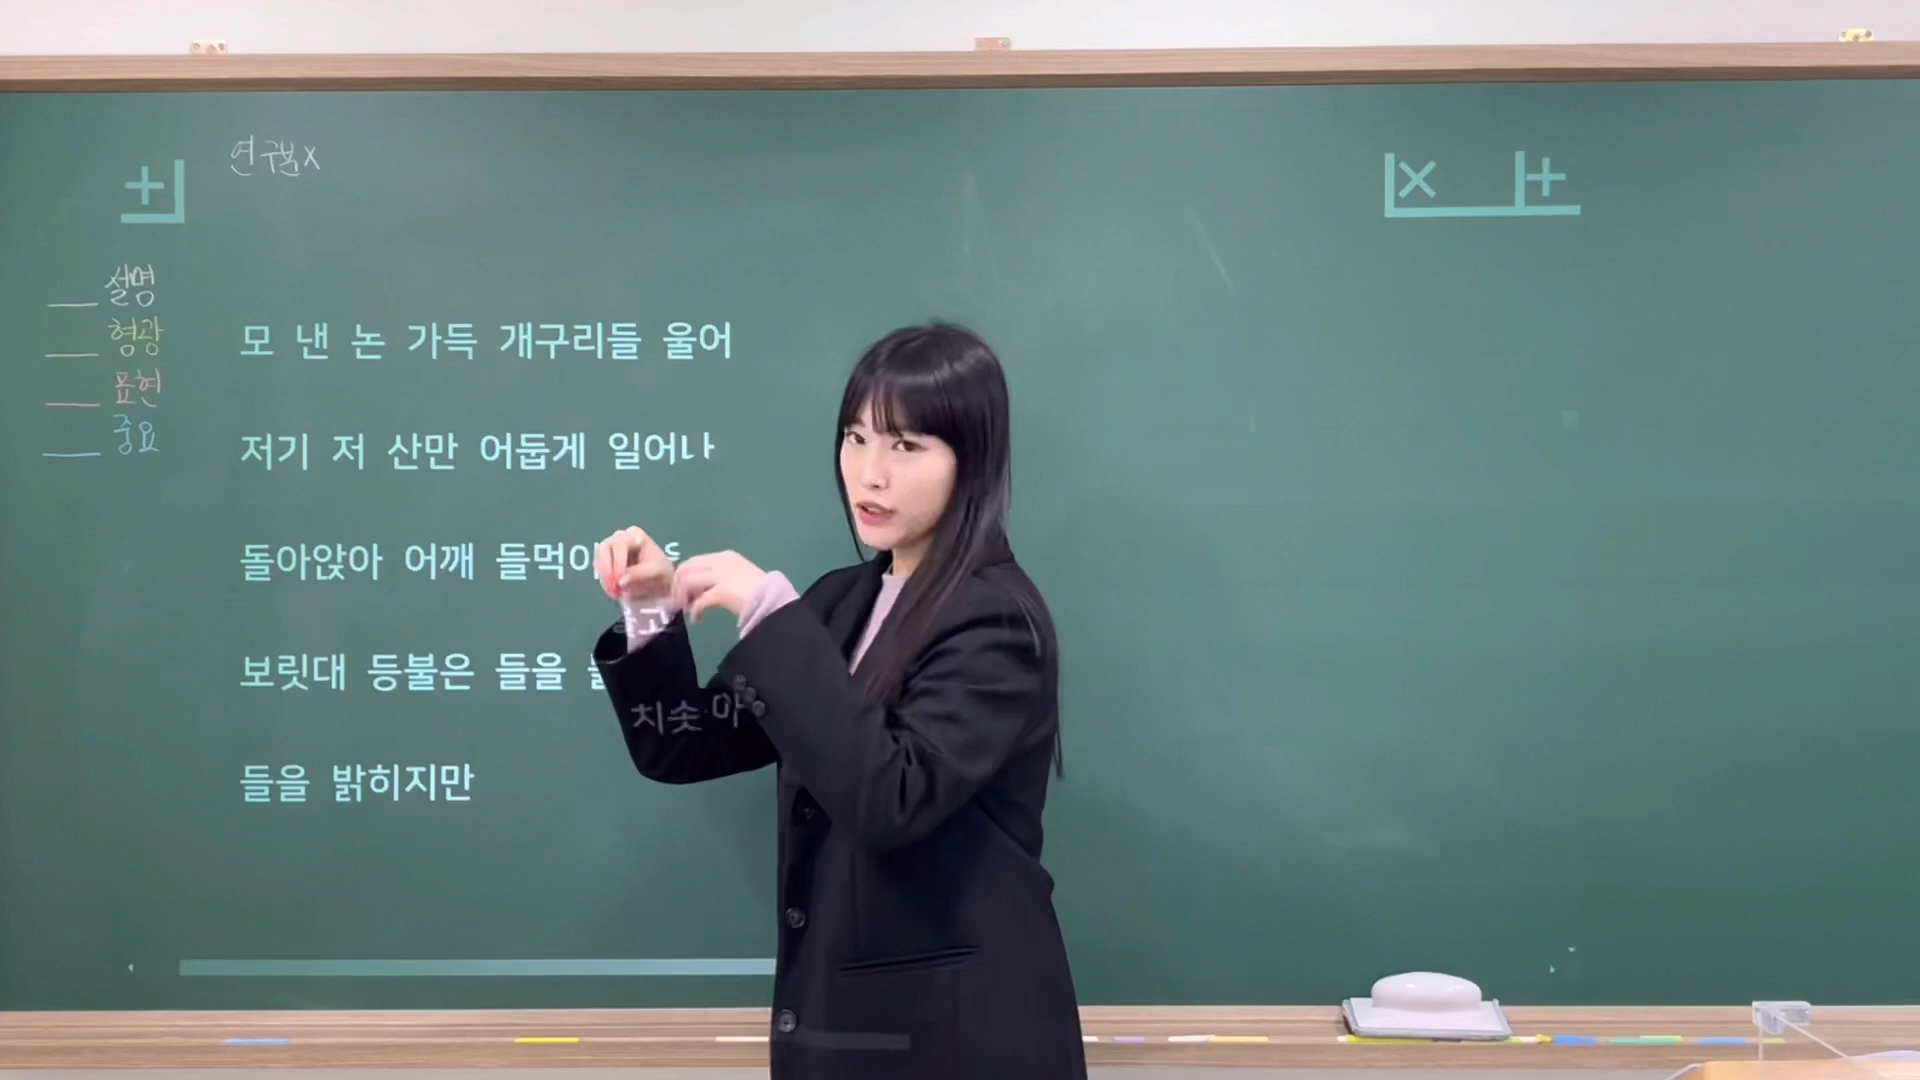 연구볼x
설명
형광
표현
중요
모 낸 논 가득 개구리들 울어
저기 저 산만 어둡게 일어나
돌아앉아 어깨 들먹이
보릿대 등불은 들을
고
치솟아
들을 밝히지만